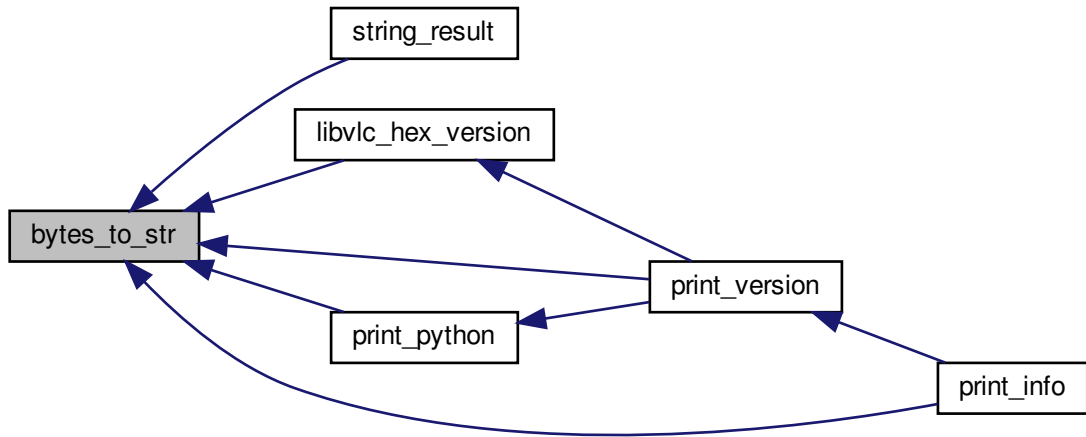 string_result
libvlc_hex_version
bytes_to_str
print_version
print_python
print_info